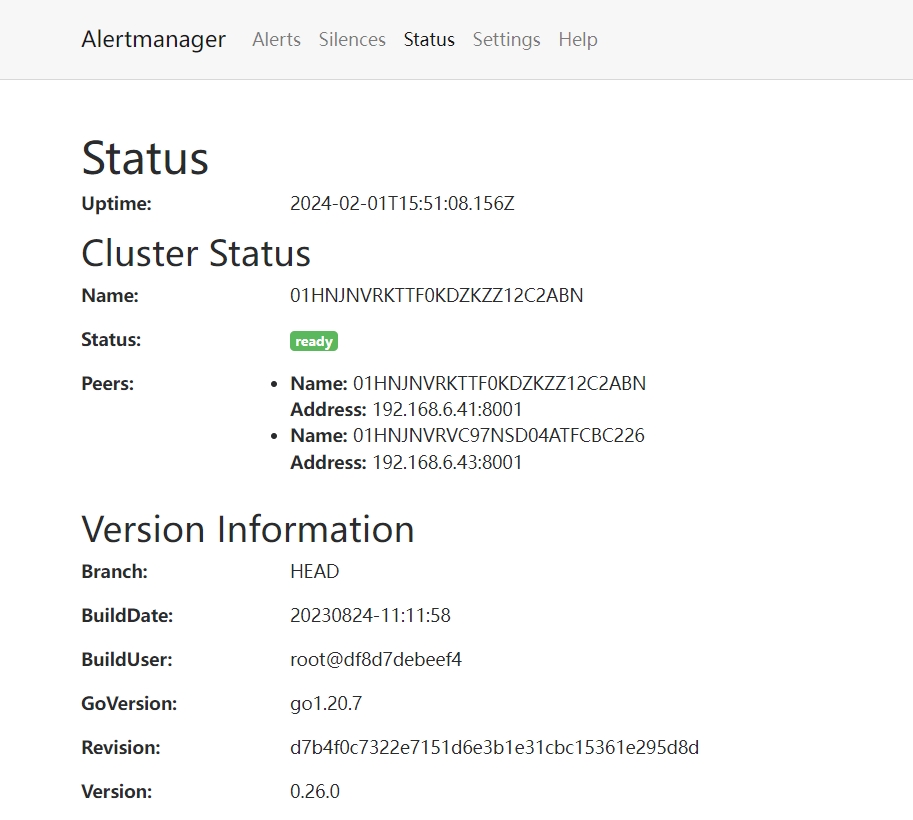 Alertmanager Alerts Silences Status Settings Help
Status
Uptime: 2024-02-01T15:51:08.156Z
Cluster Status
Name: 01HNJNVRKTTF0KDZKZZ12C2ABN
Status: ready
Peers: • Name: 01HNJNVRKTTF0KDZKZZ12C2ABN
Address: 192.168.6.41:8001
• Name: 01HNJNVRVC97NSD04ATFCBC226
Address: 192.168.6.43:8001
Version Information
Branch: HEAD
BuildDate: 20230824-11:11:58
BuildUser: root@df8d7debeef4
GoVersion: go1.20.7
Revision: d7b4f0c7322e7151d6e3b1e31cbc15361e295d8d
Version: 0.26.0